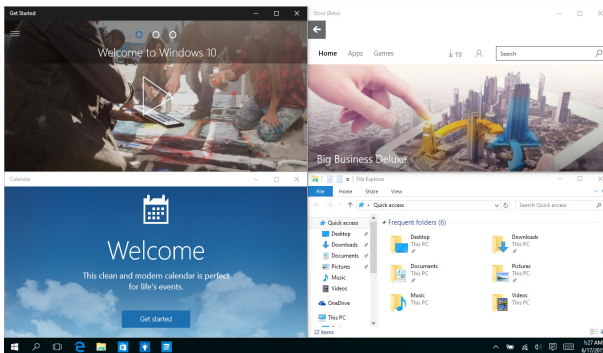 Get Started
Welcome to Windows 10
Store (Beta)
Home Apps Games 19 Search
Big Business Deluxe
Calendar
Welcome
This clean and modern calendar is perfect
for life's events.
Get started
File Explorer
File Home Share View
Quick access
Search Quick access
Quick access
Desktop
Downloads
Documents
Pictures
Music
Videos
OneDrive
This PC
Frequent folders (6)
Desktop
This PC
Downloads
This PC
Documents
This PC
Pictures
This PC
Music
This PC
Videos
This PC
22 items
1:27 AM